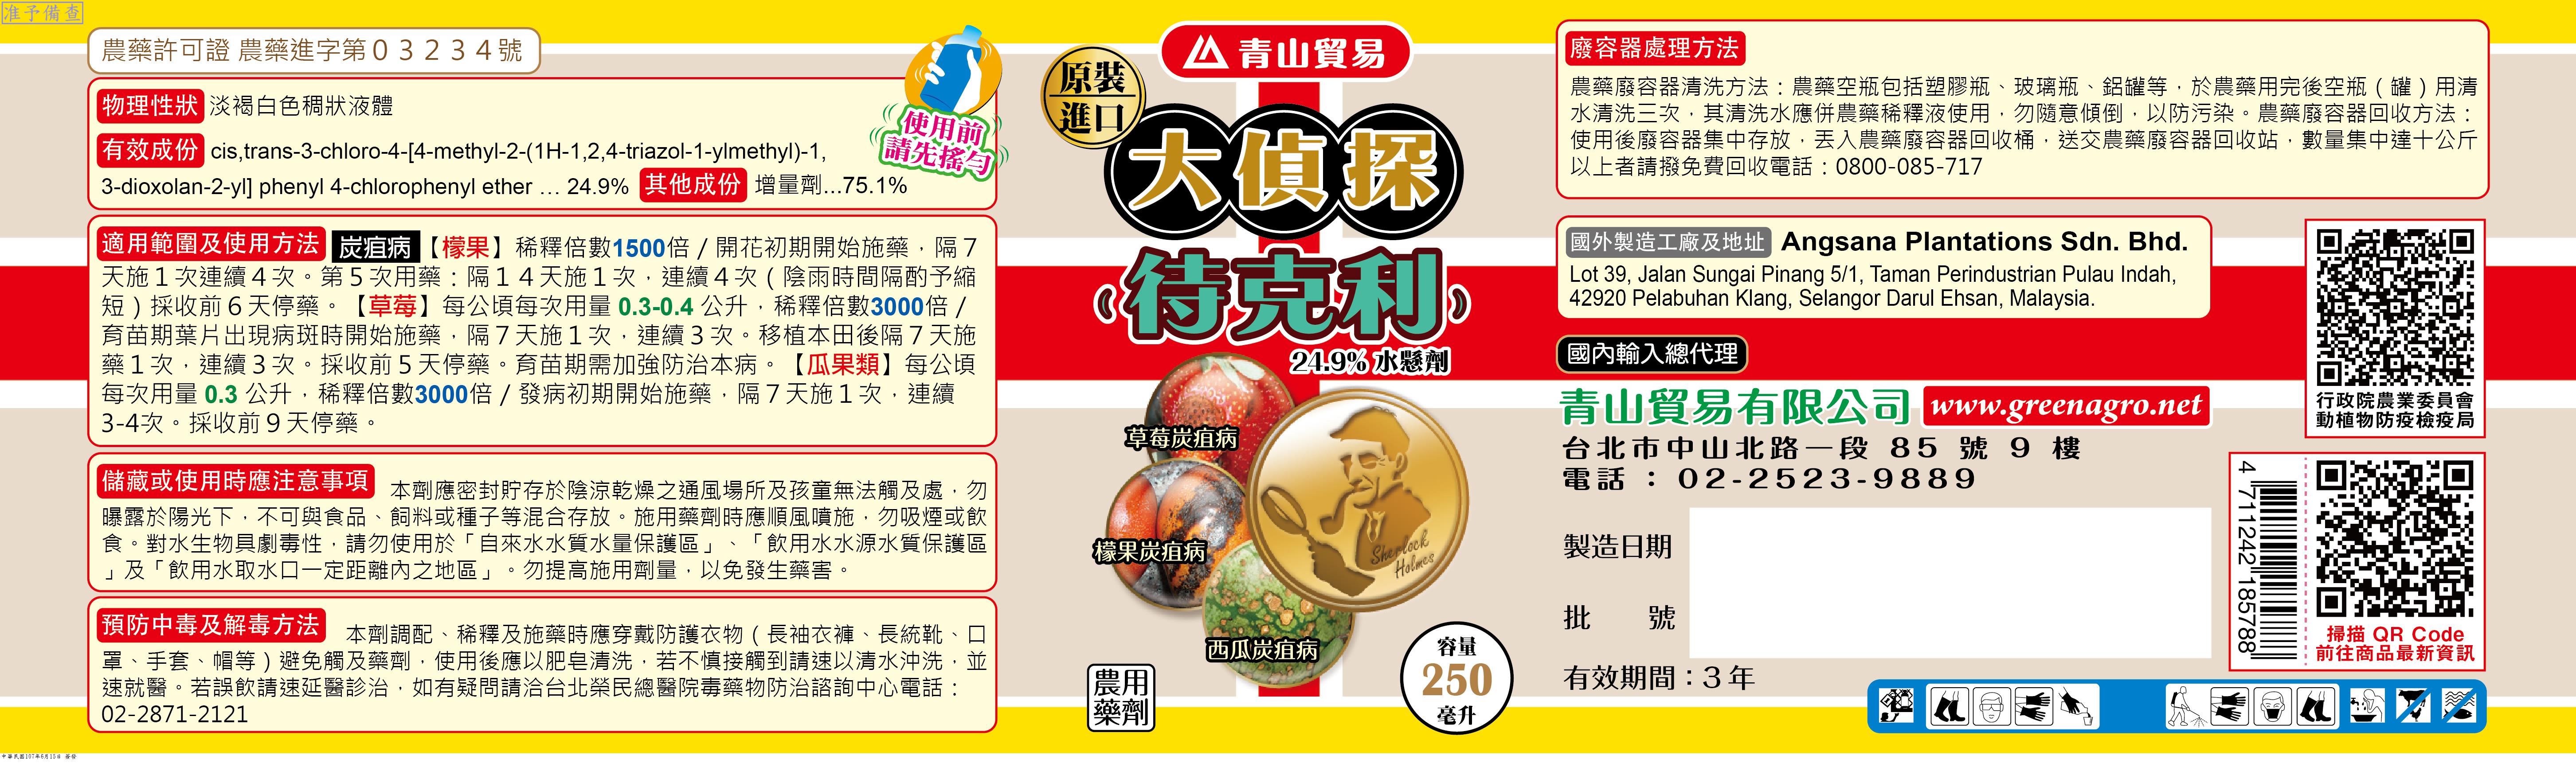 准予備查
農藥許可證 農藥進字第０３２３４號
物理性狀 淡褐白色稠狀液體
有效成份 cis,trans-3-chloro-4-[4-methyl-2-(1H-1,2,4-triazol-1-ylmethyl)-1,
3-dioxolan-2-yl] phenyl 4-chlorophenyl ether … 24.9% 其他成份 增量劑...75.1%
使用前
請先搖勻
適用範圍及使用方法 炭疽病【檬果】稀釋倍數1500倍 / 開花初期開始施藥，隔７
天施１次連續４次。第５次用藥：隔１４天施１次，連續４次（陰雨時間隔酌予縮
短）採收前６天停藥。【草莓】每公頃每次用量 0.3-0.4 公升，稀釋倍數3000倍 /
育苗期葉片出現病斑時開始施藥，隔７天施１次，連續３次。移植本田後隔７天施
藥１次，連續３次。採收前５天停藥。育苗期需加強防治本病。【瓜果類】每公頃
每次用量 0.3 公升，稀釋倍數3000倍 / 發病初期開始施藥，隔７天施１次，連續
3-4次。採收前９天停藥。
儲藏或使用時應注意事項 本劑應密封貯存於陰涼乾燥之通風場所及孩童無法觸及處，勿
曝露於陽光下，不可與食品、飼料或種子等混合存放。施用藥劑時應順風噴施，勿吸煙或飲
食。對水生物具劇毒性，請勿使用於「自來水水質水量保護區」、「飲用水水源水質保護區
」及「飲用水取水口一定距離內之地區」。勿提高施用劑量，以免發生藥害。
預防中毒及解毒方法 本劑調配、稀釋及施藥時應穿戴防護衣物（長袖衣褲、長統靴、口
罩、手套、帽等）避免觸及藥劑，使用後應以肥皂清洗，若不慎接觸到請速以清水沖洗，並
速就醫。若誤飲請速延醫診治，如有疑問請洽台北榮民總醫院毒藥物防治諮詢中心電話：
02-2871-2121
中華民國107年6月15日 簽發
青山貿易
原裝
進口
大偵探
待克利
24.9% 水懸劑
草莓炭疽病
檬果炭疽病
西瓜炭疽病
Sherlock
Holmes
農用
藥劑
容量
250
毫升
廢容器處理方法
農藥廢容器清洗方法：農藥空瓶包括塑膠瓶、玻璃瓶、鋁罐等，於農藥用完後空瓶（罐）用清
水清洗三次，其清洗水應併農藥稀釋液使用，勿隨意傾倒，以防污染。農藥廢容器回收方法：
使用後廢容器集中存放，丟入農藥廢容器回收桶，送交農藥廢容器回收站，數量集中達十公斤
以上者請撥免費回收電話：0800-085-717
國外製造工廠及地址 Angsana Plantations Sdn. Bhd.
Lot 39, Jalan Sungai Pinang 5/1, Taman Perindustrian Pulau Indah,
42920 Pelabuhan Klang, Selangor Darul Ehsan, Malaysia.
國內輸入總代理
青山貿易有限公司 www.greenagro.net
台北市中山北路一段 85 號 9 樓
電話：02-2523-9889
製造日期
批　　號
有效期間：3 年
行政院農業委員會
動植物防疫檢疫局
4 711242 185788
掃描 QR Code
前往商品最新資訊